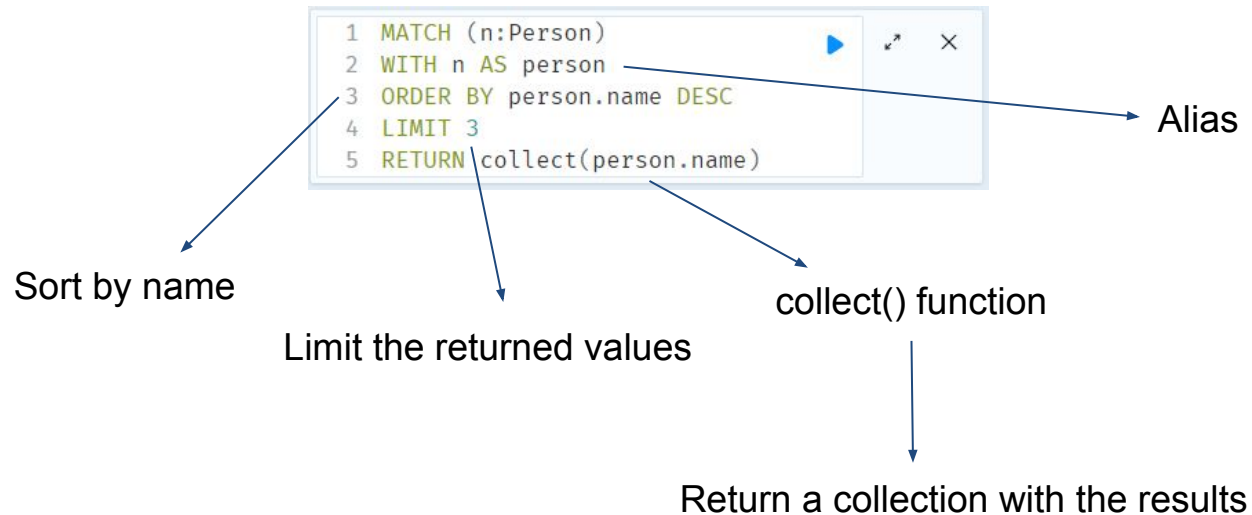 1 MATCH (n:Person)
2 WITH n AS person
3 ORDER BY person.name DESC
4 LIMIT 3
5 RETURN collect(person.name)
Alias
Sort by name
collect() function
Limit the returned values
Return a collection with the results